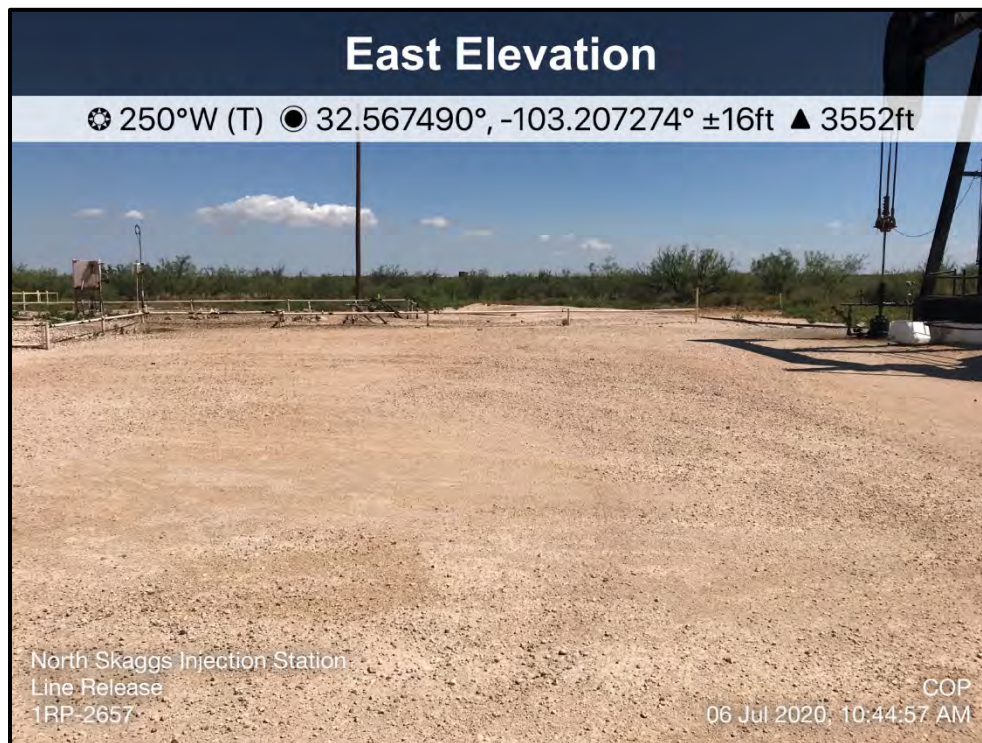 East Elevation
250°W (T) 32.567490°, -103.207274° ±16ft ▲ 3552ft
North Skaggs Injection Station
Line Release
1RP-2657
COP
06 Jul 2020, 10:44:57 AM